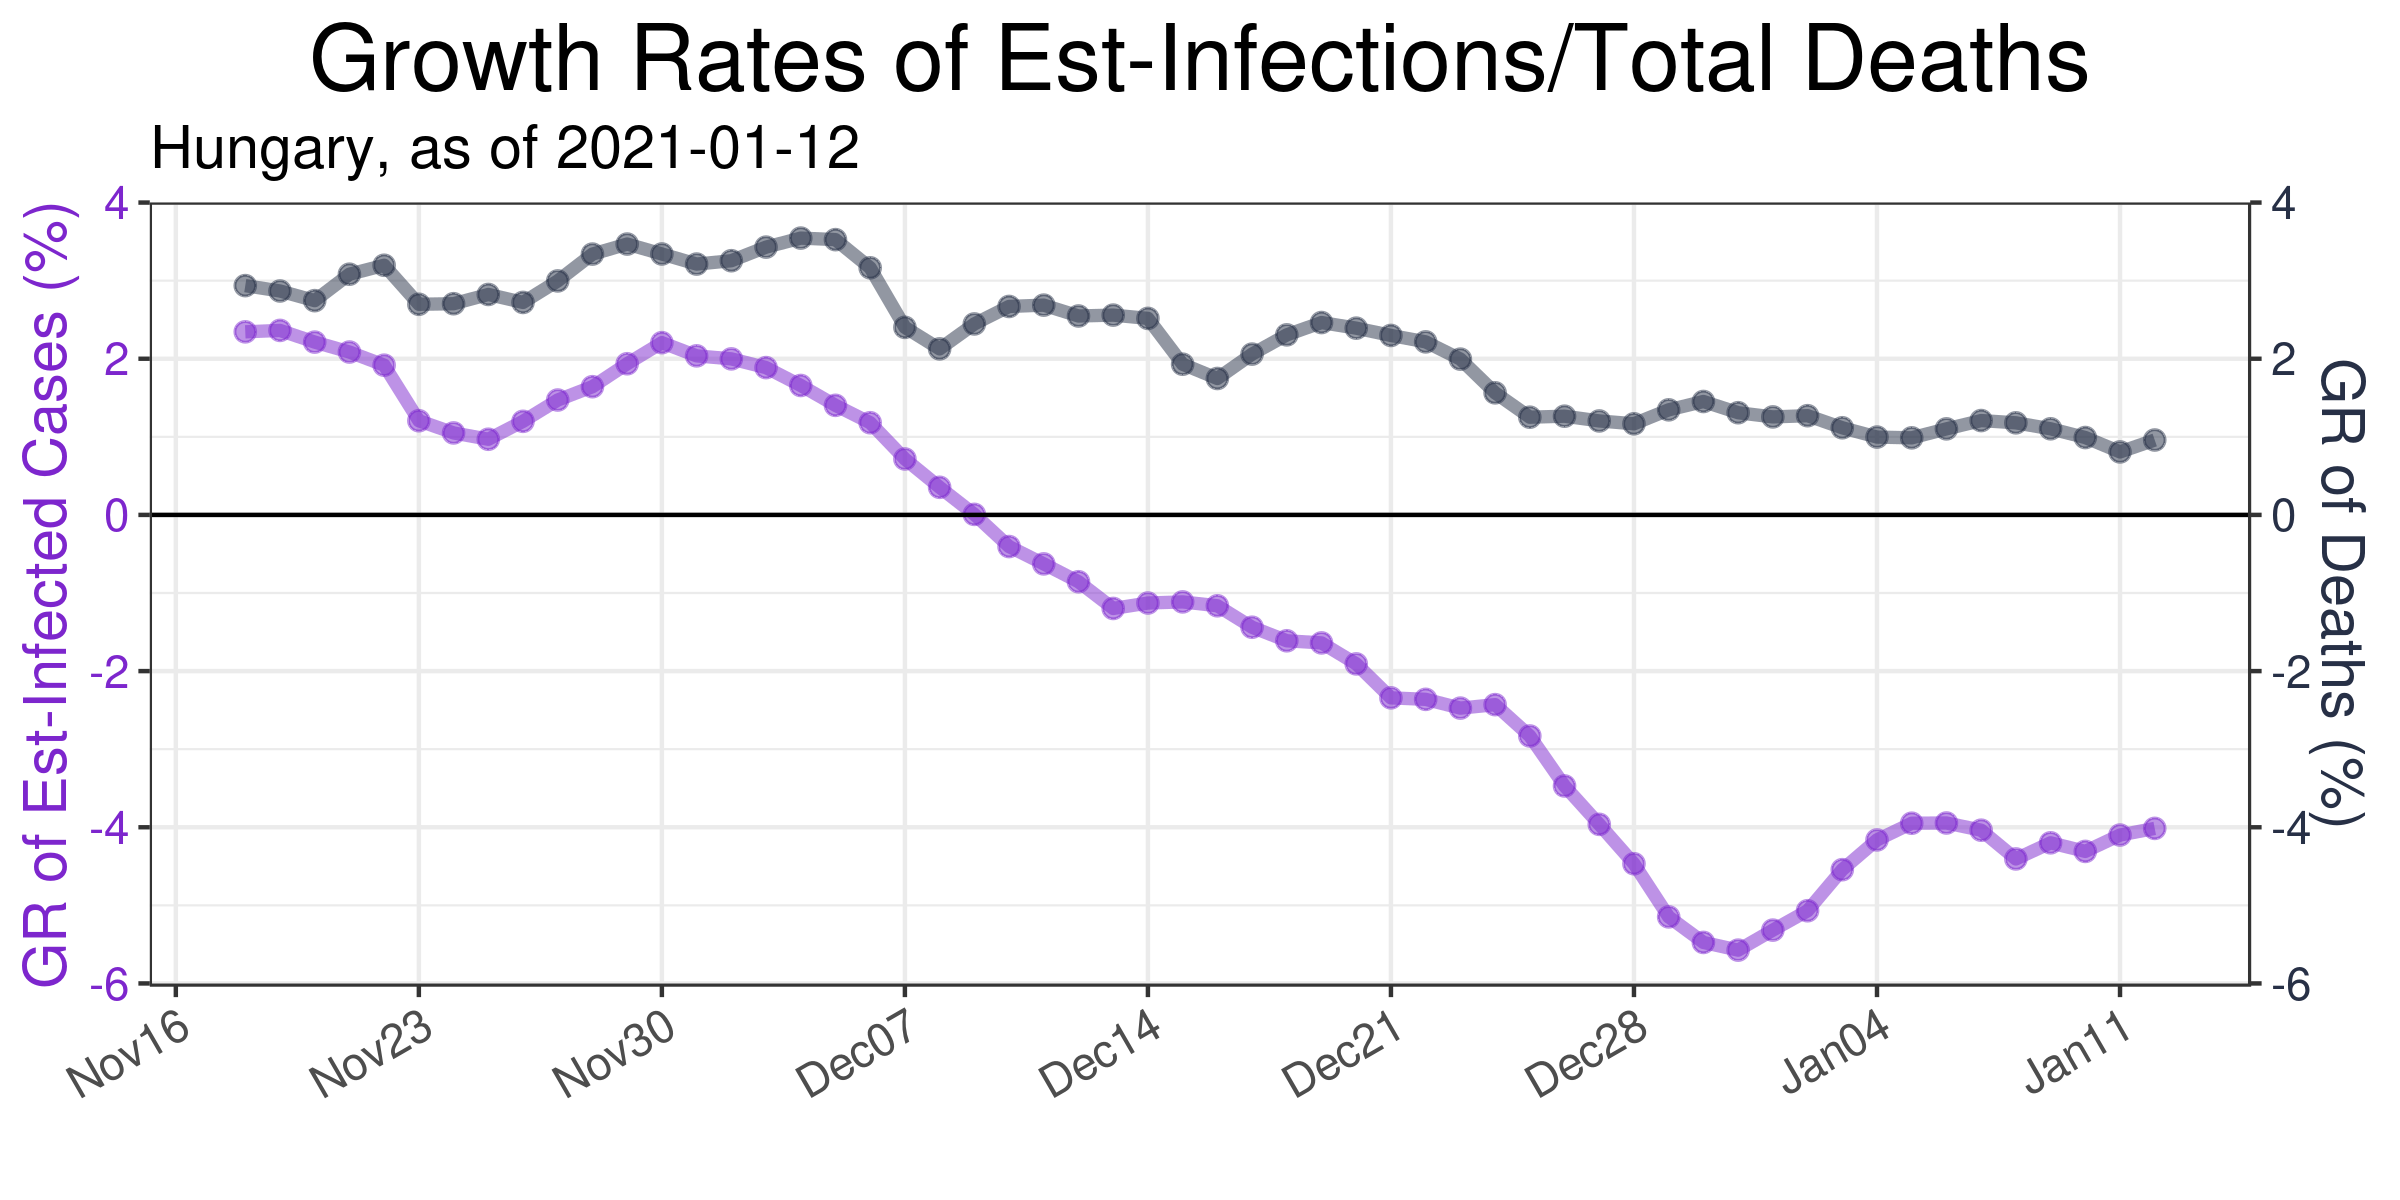 Growth Rates of Est-Infections/Total Deaths
Hungary, as of 2021-01-12
GR of Est-Infected Cases (%)
4
2
0
-2
-4
-6
4
2
0
-2
-4
-6
GR of Deaths (%)
Nov16
Nov23
Nov30
Dec07
Dec14
Dec21
Dec28
Jan04
Jan11